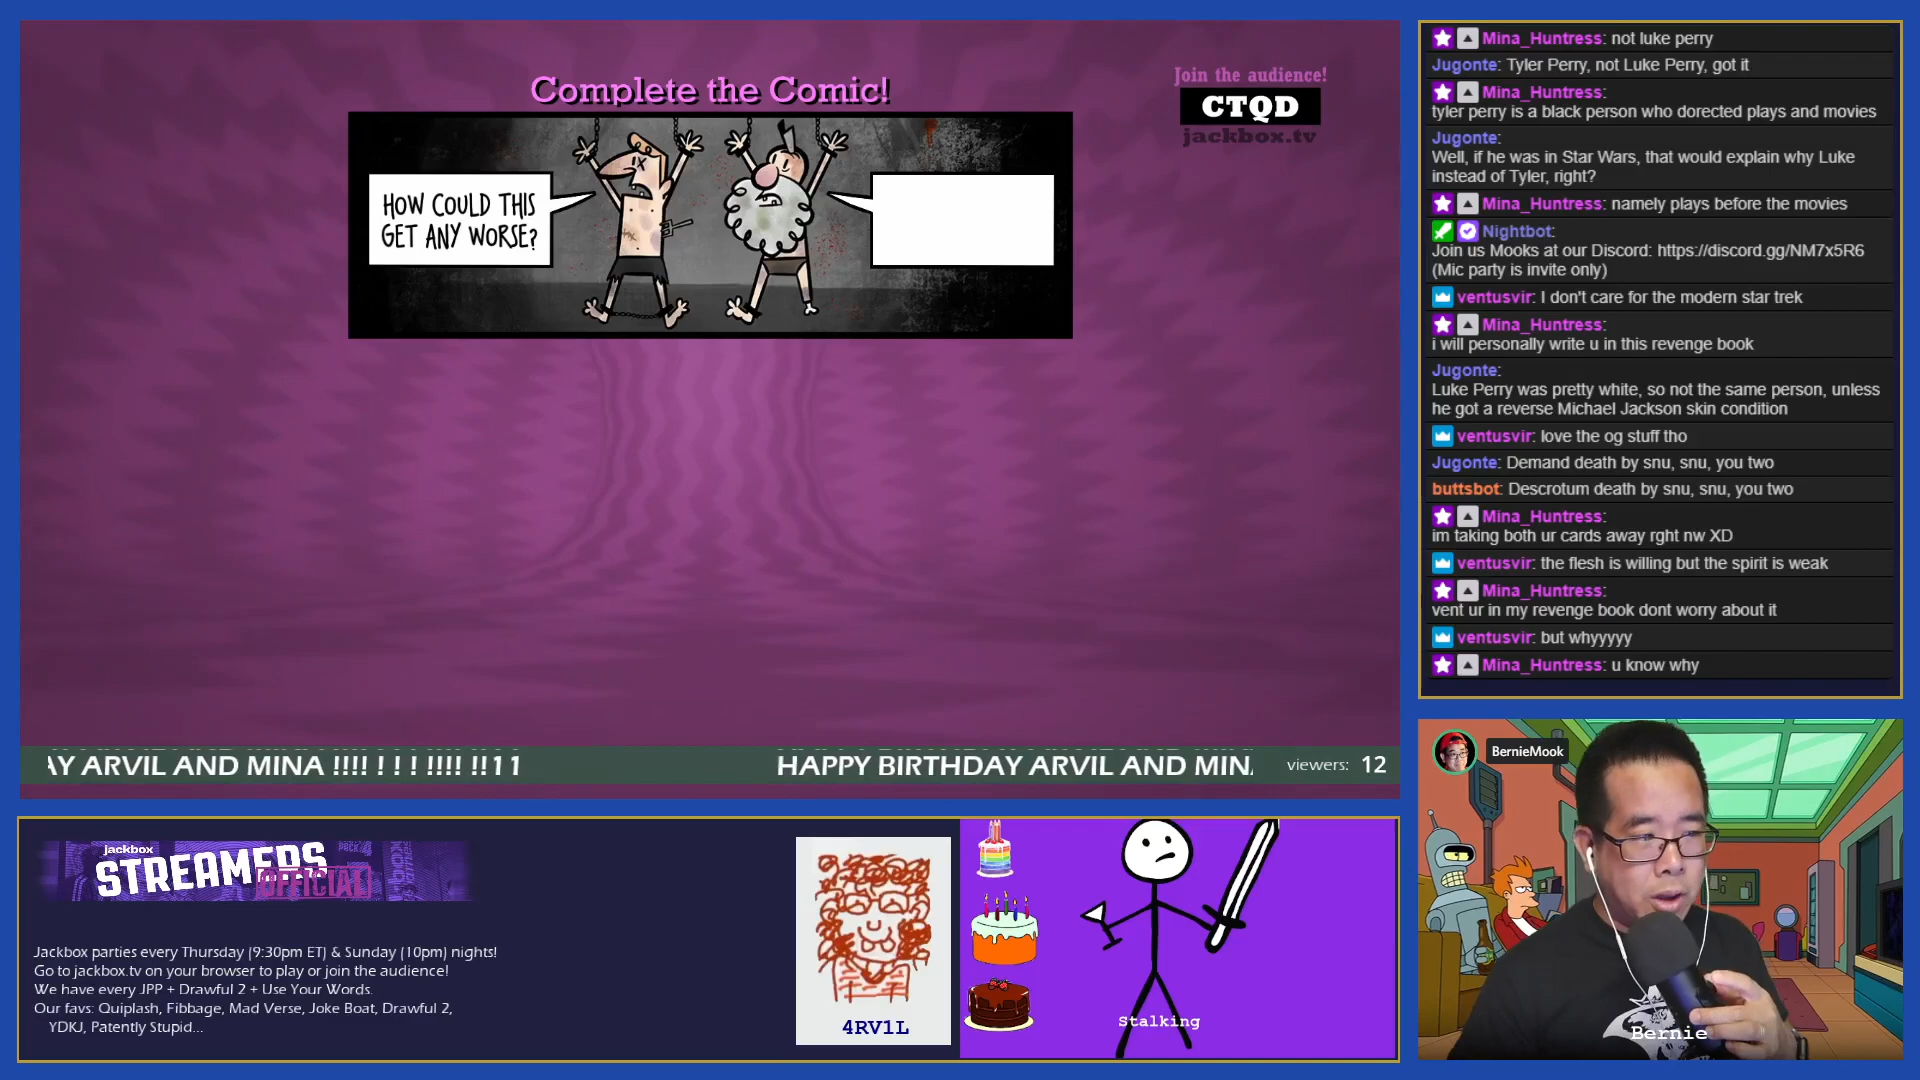 Complete the Comic!
Join the audience!
CTQD
jackbox.tv
HOW COULD THIS
GET ANY WORSE?
AY ARVIL AND MINA !!!! ! ! ! !!!! !!11
HAPPY BIRTHDAY ARVIL AND MIN
viewers: 12
jackbox
STREAMERS
OFFICIAL
Jackbox parties every Thursday (9:30pm ET) & Sunday (10pm) nights!
Go to jackbox.tv on your browser to play or join the audience!
We have every JPP + Drawful 2 + Use Your Words.
Our favs: Quiplash, Fibbage, Mad Verse, Joke Boat, Drawful 2,
YDKJ, Patently Stupid...
4RV1L
Stalking
Mina_Huntress: not luke perry
Jugonte: Tyler Perry, not Luke Perry, got it
Mina_Huntress:
tyler perry is a black person who dorected plays and movies
Jugonte:
Well, if he was in Star Wars, that would explain why Luke
instead of Tyler, right?
Mina_Huntress: namely plays before the movies
Nightbot:
Join us Mooks at our Discord: https://discord.gg/NM7x5R6
(Mic party is invite only)
ventusvir: I don't care for the modern star trek
Mina_Huntress:
i will personally write u in this revenge book
Jugonte:
Luke Perry was pretty white, so not the same person, unless
he got a reverse Michael Jackson skin condition
ventusvir: love the og stuff tho
Jugonte: Demand death by snu, snu, you two
buttsbot: Descrotum death by snu, snu, you two
Mina_Huntress:
im taking both ur cards away rght nw XD
ventusvir: the flesh is willing but the spirit is weak
Mina_Huntress:
vent ur in my revenge book dont worry about it
ventusvir: but whyyyyy
Mina_Huntress: u know why
BernieMook
Bernie